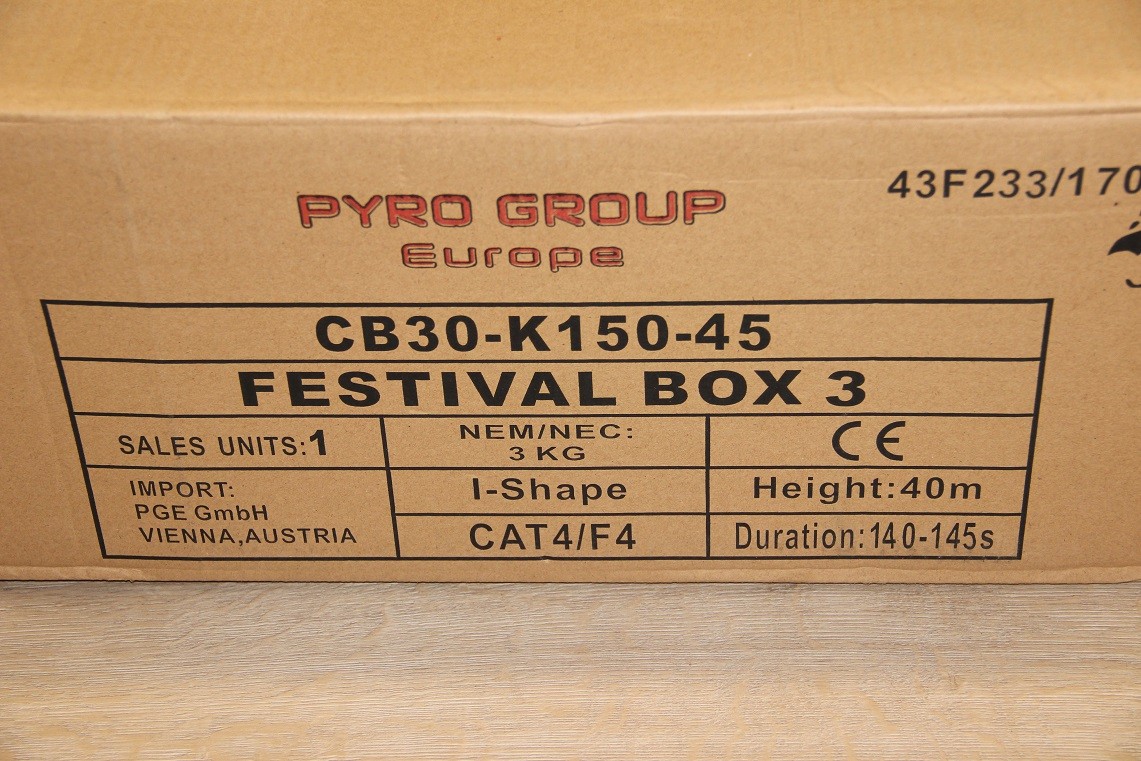 PYRO GROUP
Europe
43F233/170
CB30-K150-45
FESTIVAL BOX 3
SALES UNITS:1
NEM/NEC:
3 KG
CE
IMPORT:
PGE GmbH
VIENNA,AUSTRIA
I-Shape
Height:40m
CAT4/F4
Duration:140-145s